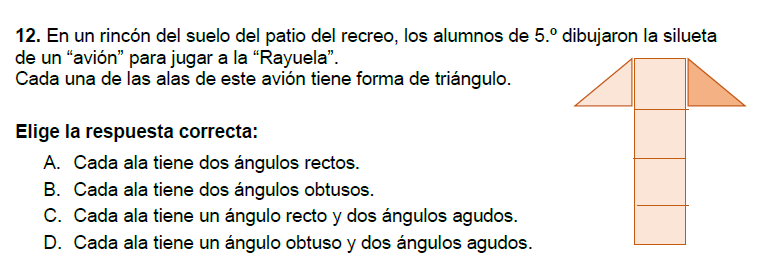 12. En un rincón del suelo del patio del recreo, los alumnos de 5.º dibujaron la silueta
de un “avión” para jugar a la “Rayuela”.
Cada una de las alas de este avión tiene forma de triángulo.
Elige la respuesta correcta:
A. Cada ala tiene dos ángulos rectos.
B. Cada ala tiene dos ángulos obtusos.
C. Cada ala tiene un ángulo recto y dos ángulos agudos.
D. Cada ala tiene un ángulo obtuso y dos ángulos agudos.